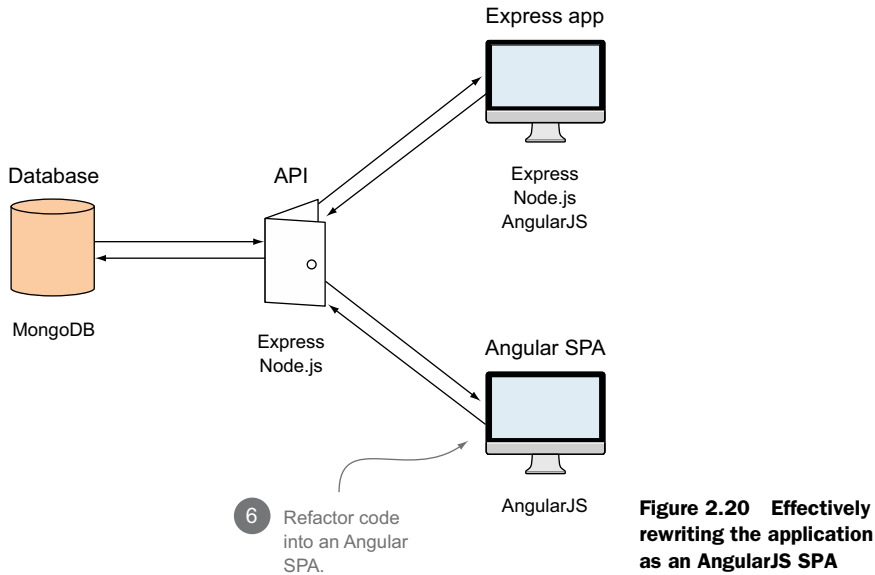 Express app
Express
Node.js
AngularJS
Database
MongoDB
API
Express
Node.js
Angular SPA
AngularJS
6
Refactor code
into an Angular
SPA.
Figure 2.20 Effectively
rewriting the application
as an AngularJS SPA